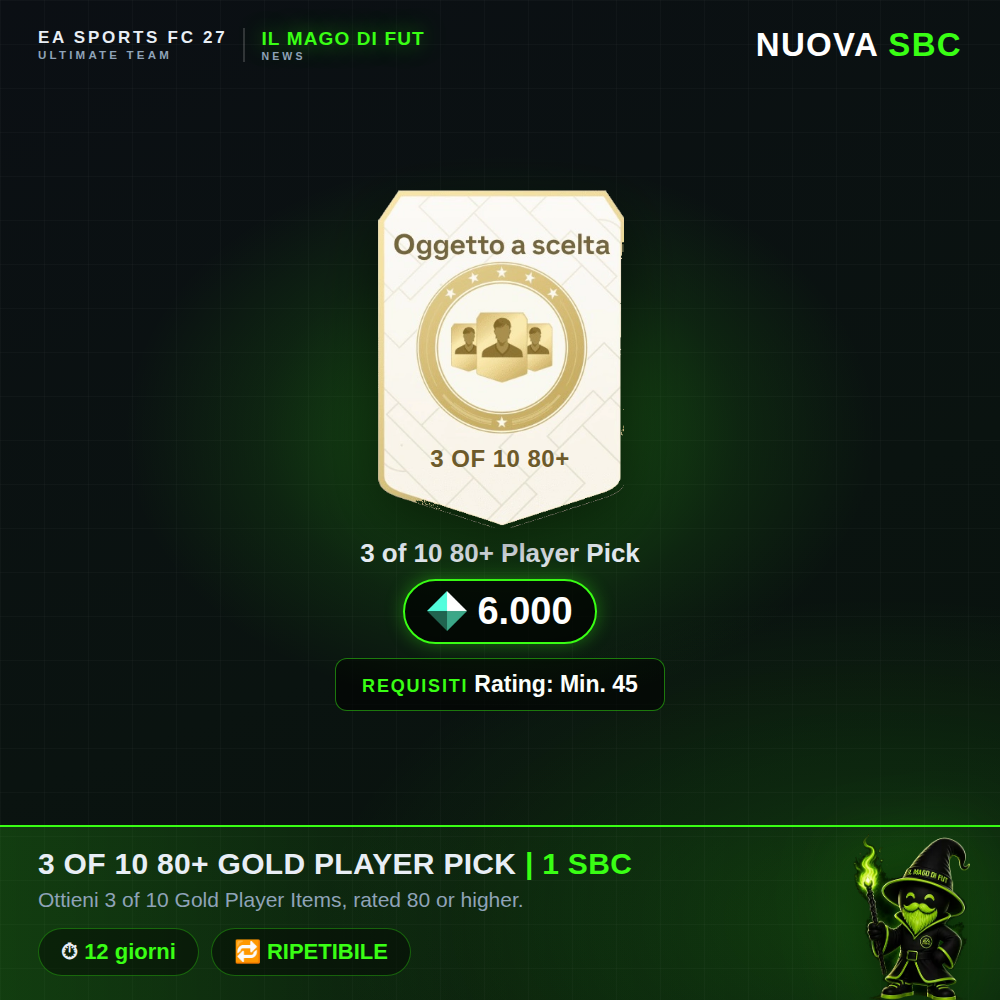 EA SPORTS FC 27
ULTIMATE TEAM
IL MAGO DI FUT
NEWS
NUOVA SBC
Oggetto a scelta
3 OF 10 80+
3 of 10 80+ Player Pick
6.000
REQUISITI Rating: Min. 45
3 OF 10 80+ GOLD PLAYER PICK | 1 SBC
Ottieni 3 of 10 Gold Player Items, rated 80 or higher.
12 giorni
RIPETIBILE
IL MAGO DI FUT